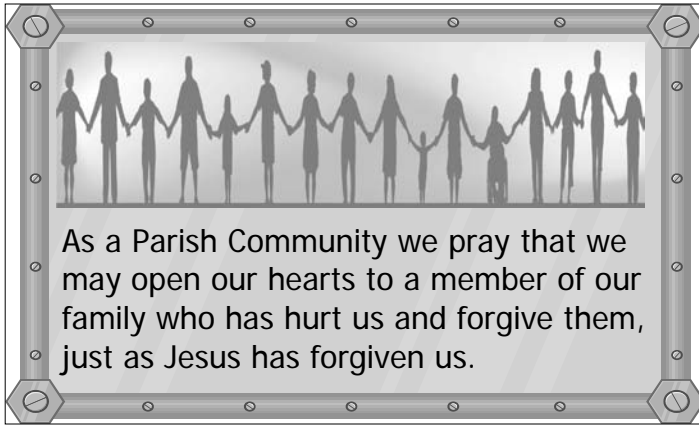 As a Parish Community we pray that we
may open our hearts to a member of our
family who has hurt us and forgive them,
just as Jesus has forgiven us.